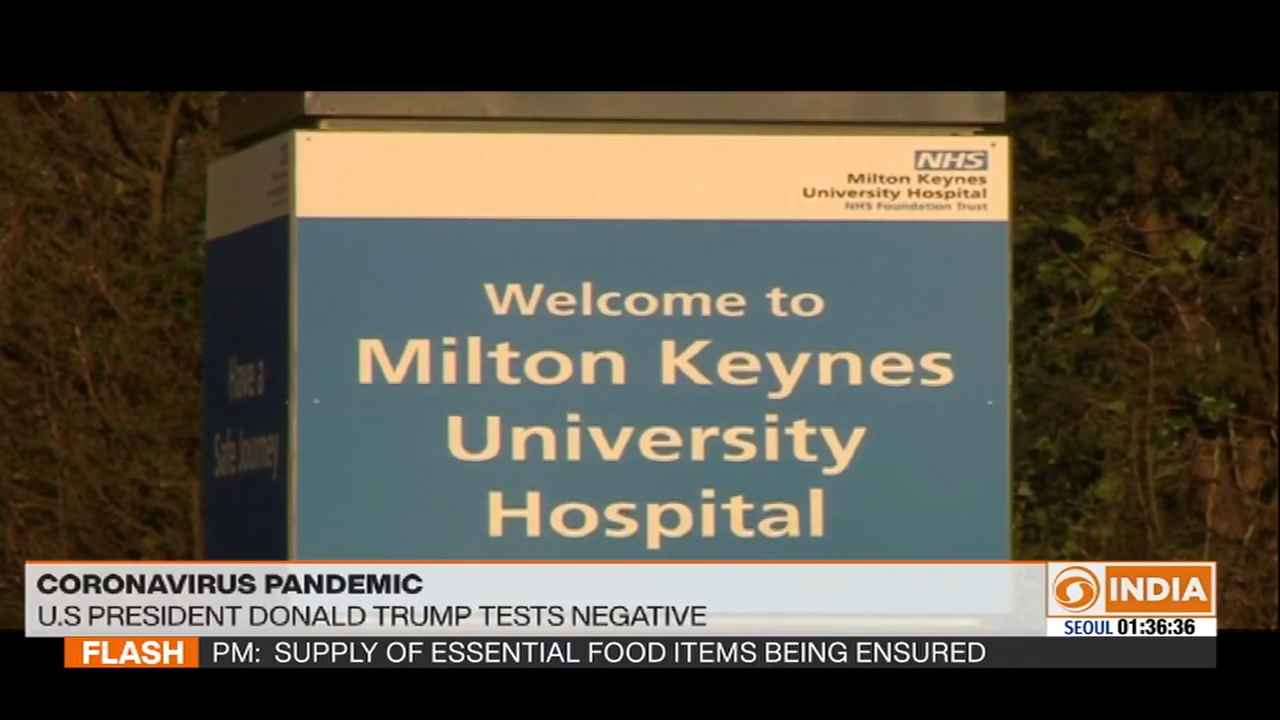 NHS
Milton Keynes
University Hospital
NHS Foundation Trust
Welcome to
Milton Keynes
University
Hospital
Have a
Safe Journey
CORONAVIRUS PANDEMIC
U.S PRESIDENT DONALD TRUMP TESTS NEGATIVE
INDIA
SEOUL 01:36:36
FLASH PM: SUPPLY OF ESSENTIAL FOOD ITEMS BEING ENSURED